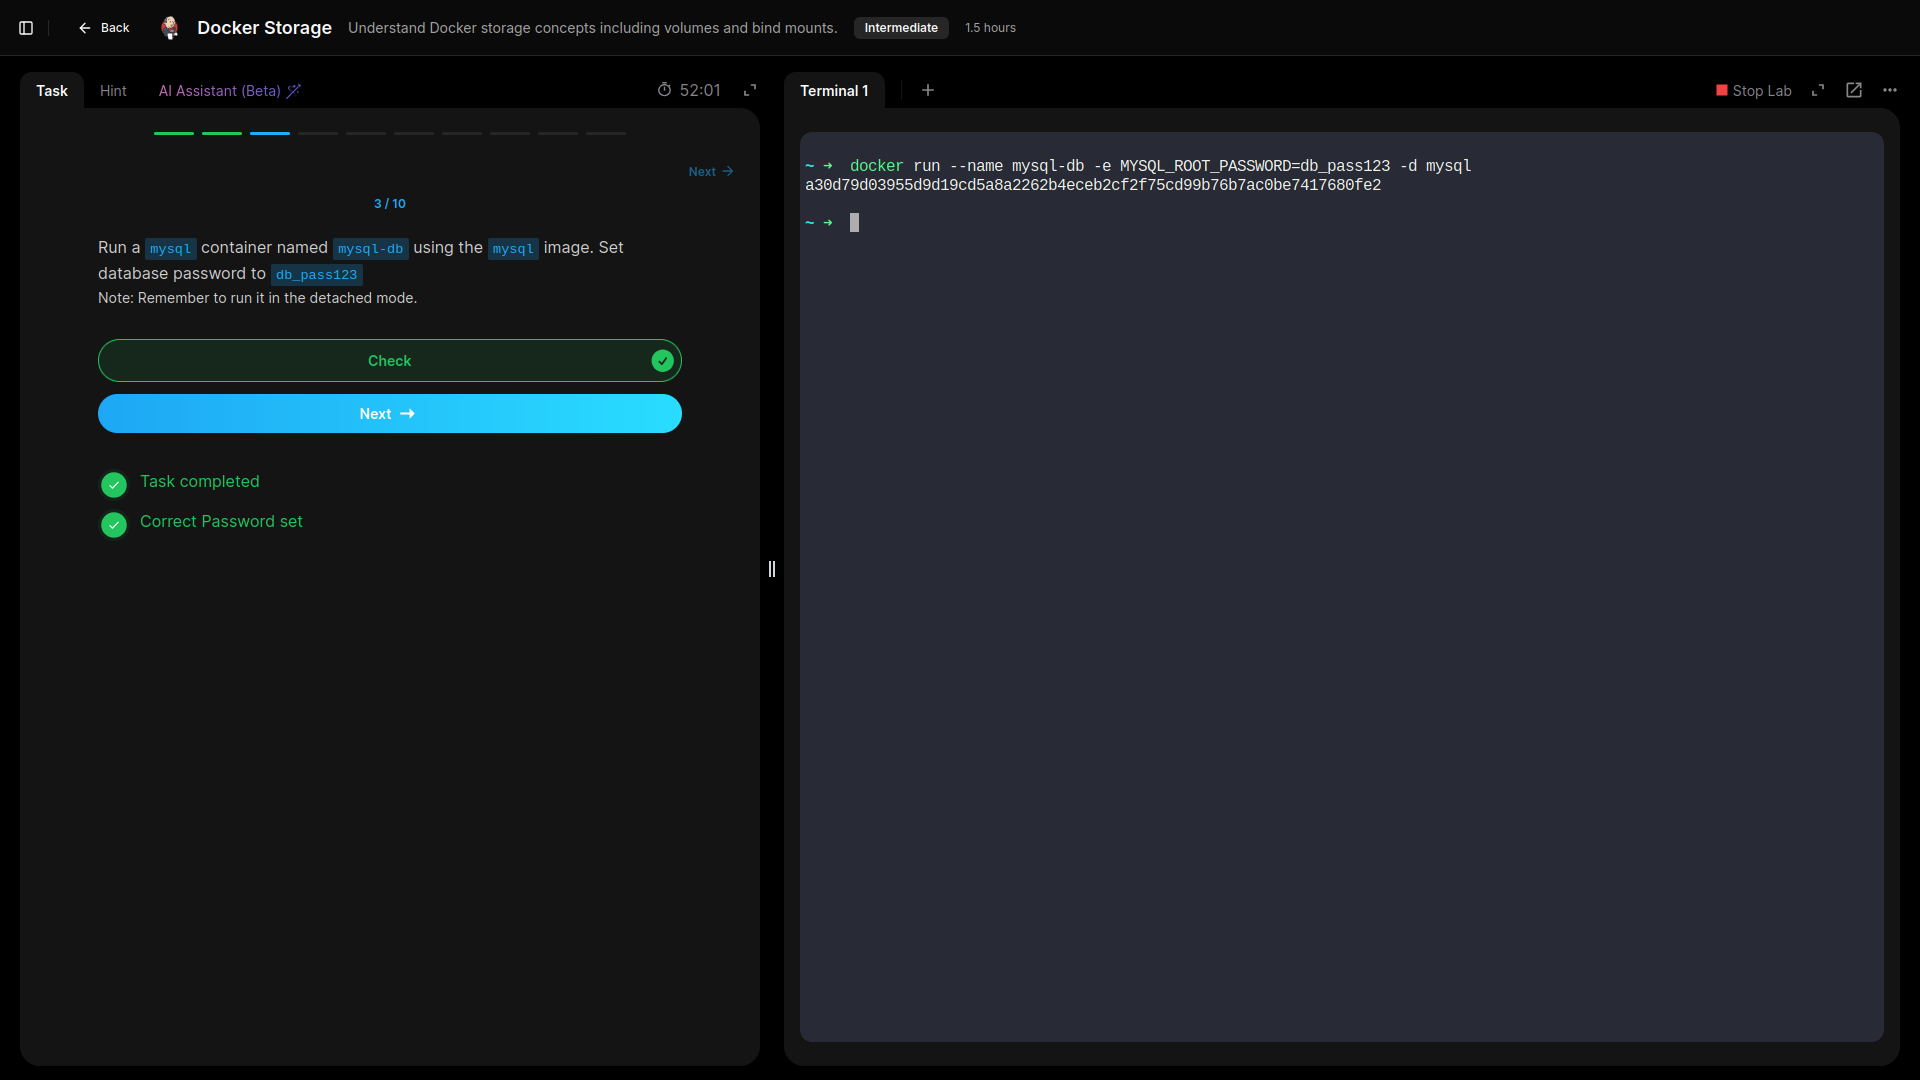 Back
Docker Storage
Understand Docker storage concepts including volumes and bind mounts.
Intermediate
1.5 hours
Task
Hint
AI Assistant (Beta)
52:01
Next
3 / 10
Run a mysql container named mysql-db using the mysql image. Set
database password to db_pass123
Note: Remember to run it in the detached mode.
Check
Next
Task completed
Correct Password set
Terminal 1
Stop Lab
~ ➜ docker run --name mysql-db -e MYSQL_ROOT_PASSWORD=db_pass123 -d mysql
a30d79d03955d9d19cd5a8a2262b4eceb2cf2f75cd99b76b7ac0be7417680fe2
~ ➜